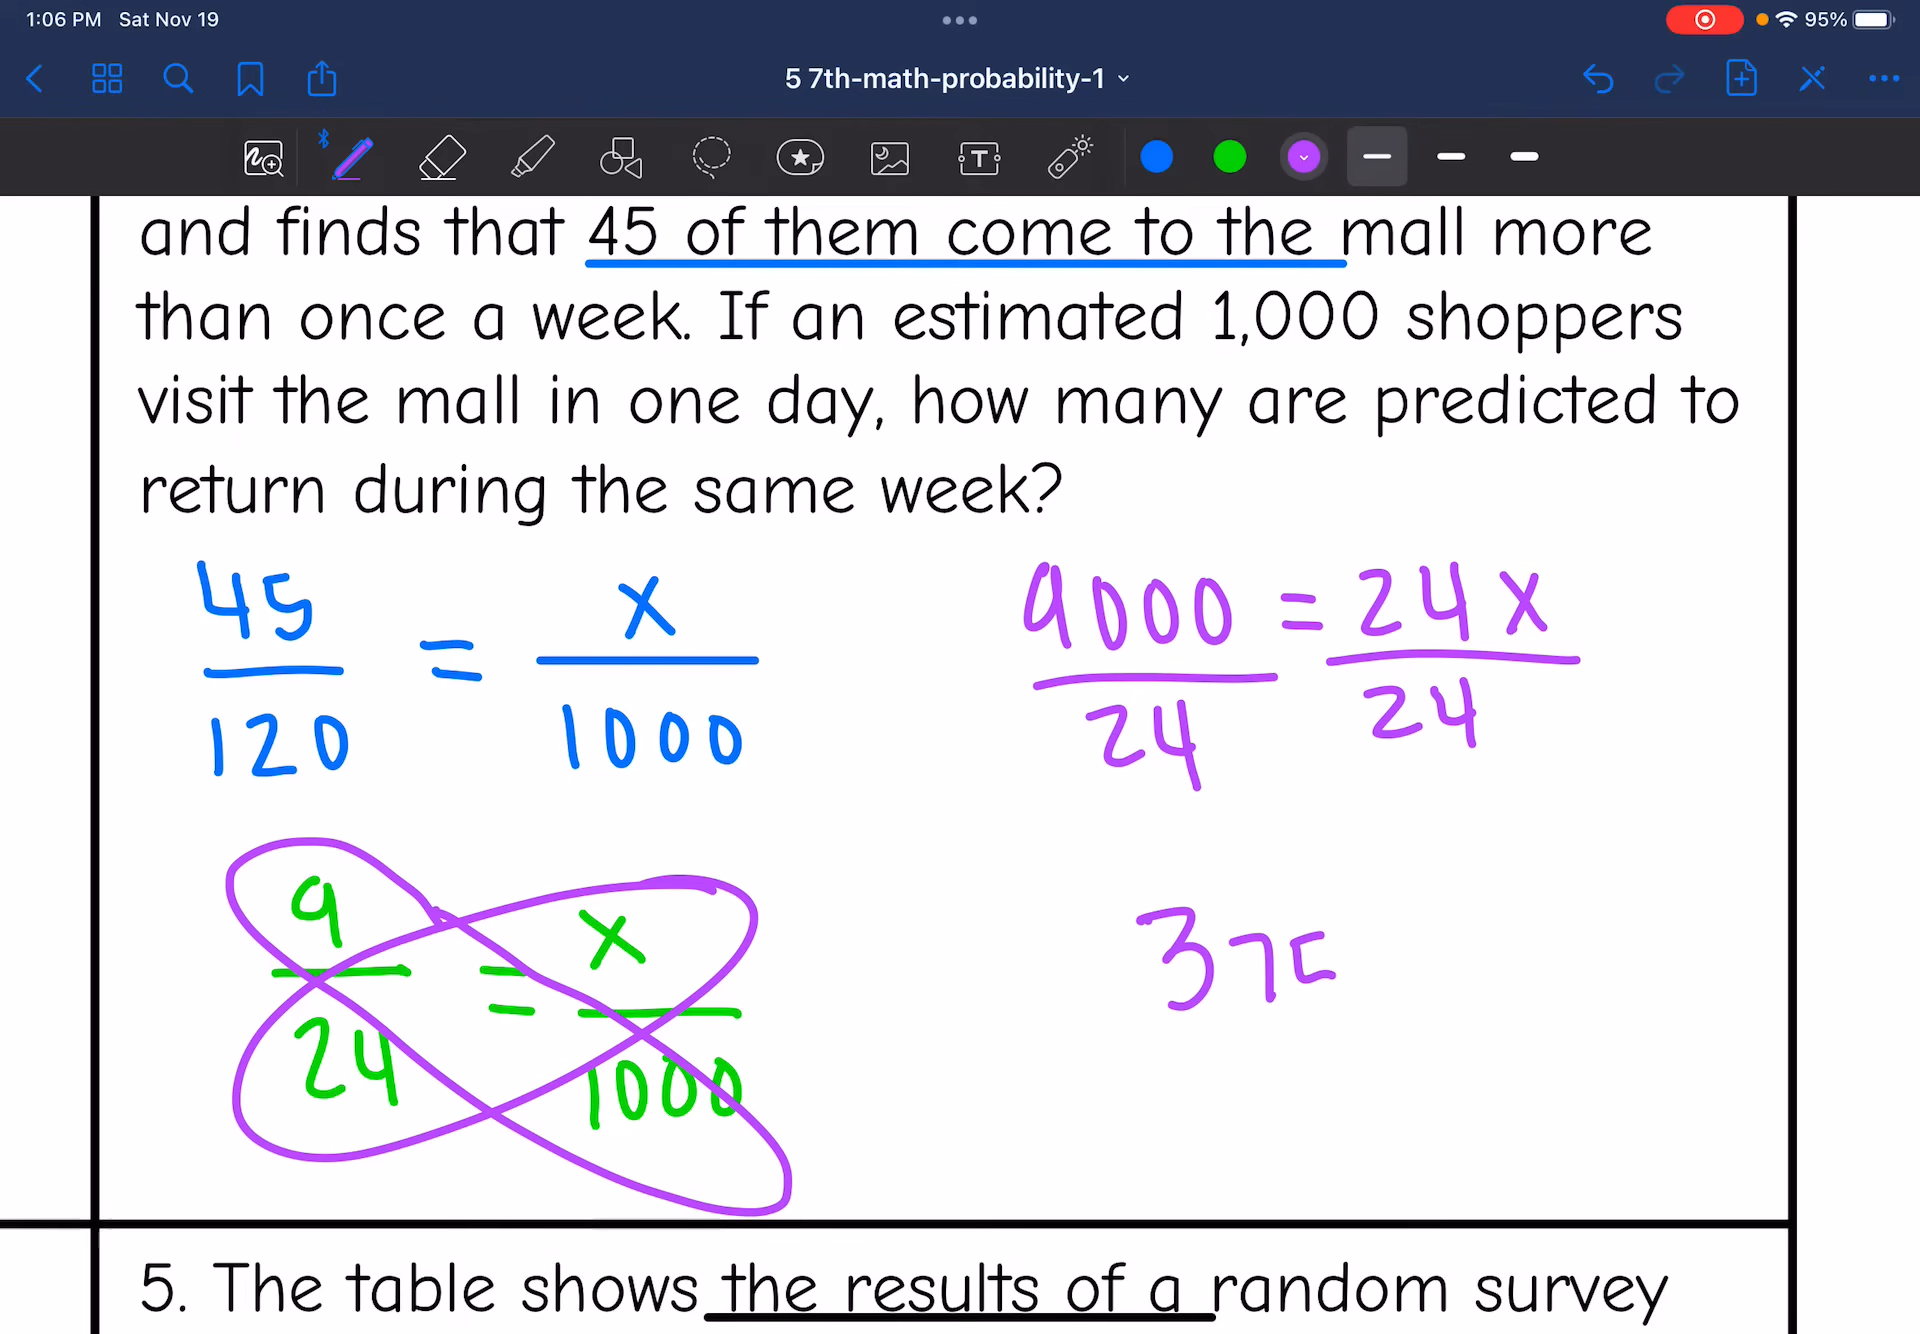 1:06 PM Sat Nov 19
95%
5 7th-math-probability-1
T
and finds that 45 of them come to the mall more
than once a week. If an estimated 1,000 shoppers
visit the mall in one day, how many are predicted to
return during the same week?
45
120
=
x
1000
9000 = 24x
24
24
9
24
=
x
1000
375
5. The table shows the results of a random survey